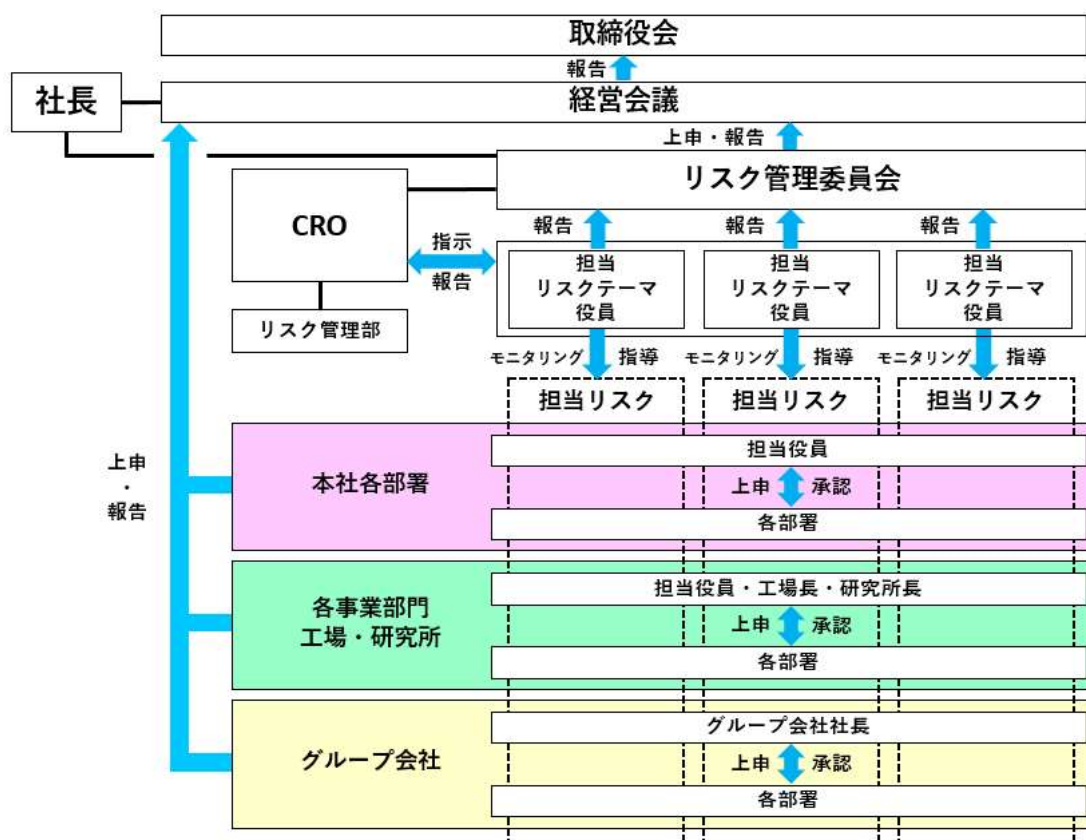 取締役会
報告
社長
経営会議
上申・報告
リスク管理委員会
CRO
指示
報告
報告
報告
報告
担当
リスクテーマ
役員
担当
リスクテーマ
役員
担当
リスクテーマ
役員
リスク管理部
モニタリング 指導
モニタリング 指導
モニタリング 指導
担当リスク
担当リスク
担当リスク
上申
・
報告
本社各部署
担当役員
上申 承認
各部署
各事業部門
工場・研究所
担当役員・工場長・研究所長
上申 承認
各部署
グループ会社
グループ会社社長
上申 承認
各部署